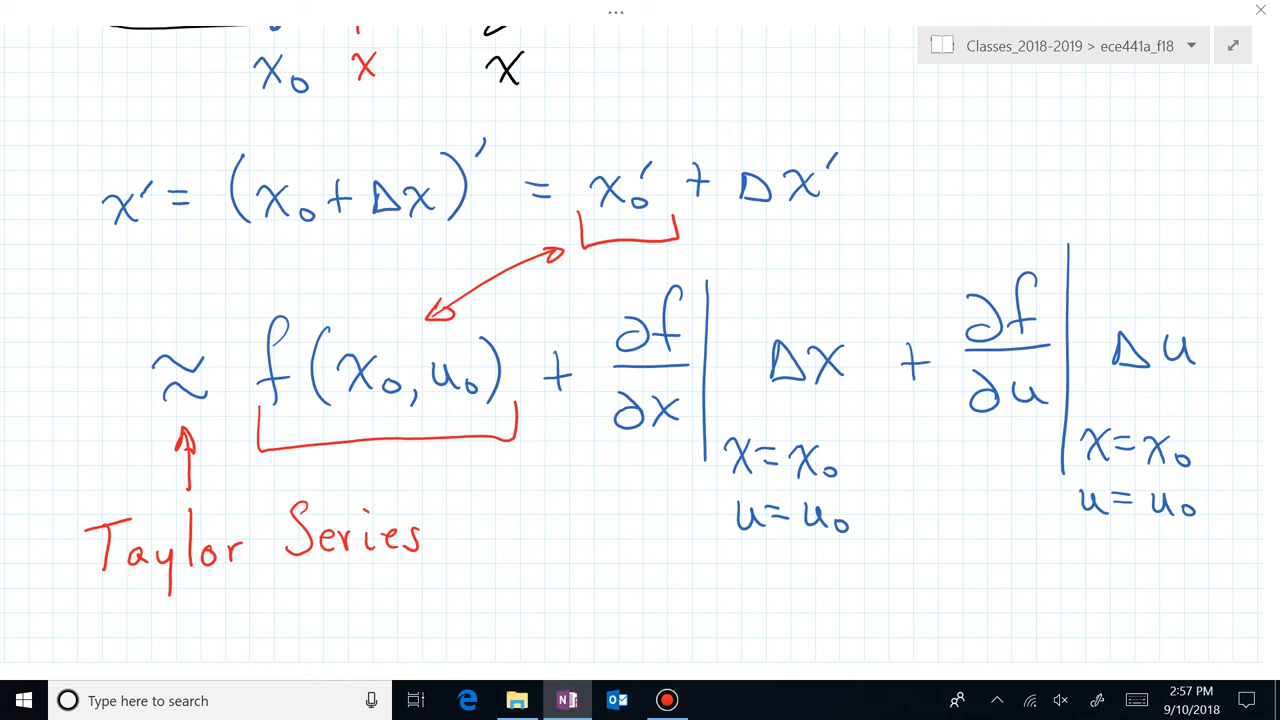 Classes_2018-2019 > ece441a_f18
x₀ x x
x′ = (x₀ + Δx)′ = x₀′ + Δx′
≈ f(x₀, u₀) + ∂f/∂x | x = x₀ u = u₀ Δx + ∂f/∂u | x = x₀ u = u₀ Δu
Taylor Series
Type here to search
2:57 PM
9/10/2018